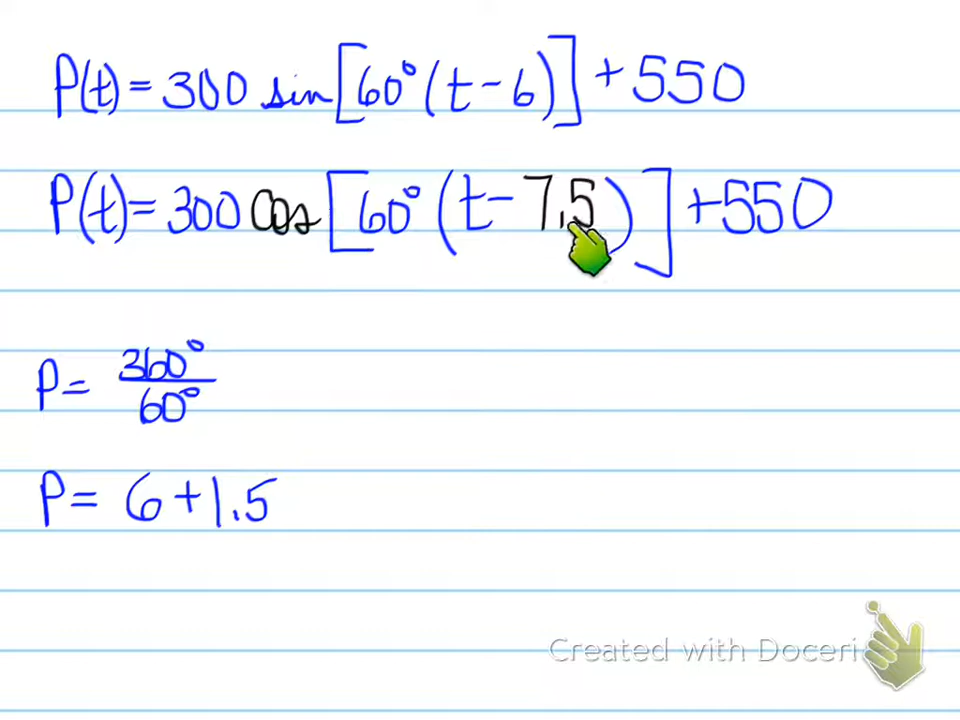 P(t) = 300 sin [60°(t - 6)] + 550
P(t) = 300 cos [60° (t - 7.5)] + 550
P = 360° / 60°
P = 6 + 1.5
Created with Doceri